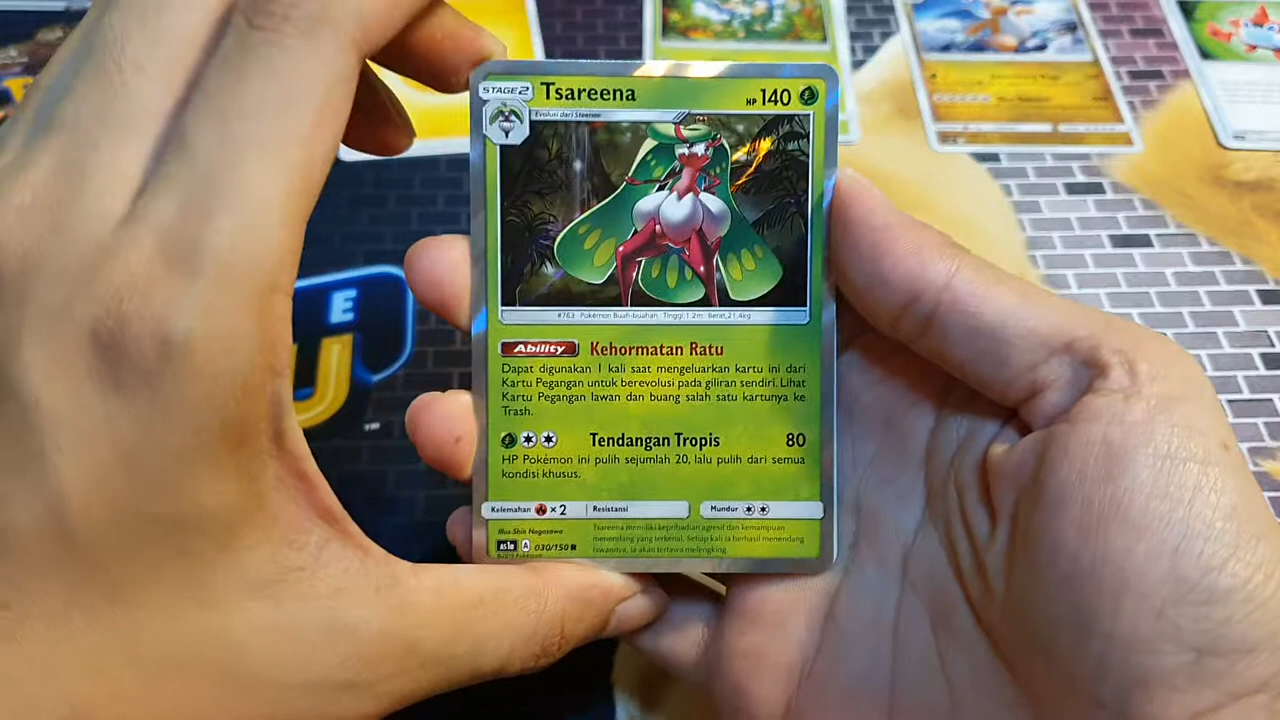 STAGE 2 Tsareena HP 140
Evolusi dari Steenee
#763 Pokémon Buah-buahan Tinggi,1.2m: Berat,21.4kg
Ability Kehormatan Ratu
Dapat digunakan 1 kali saat mengeluarkan kartu ini dari
Kartu Pegangan untuk berevolusi pada giliran sendiri. Lihat
Kartu Pegangan lawan dan buang salah satu kartunya ke
Trash.
Tendangan Tropis 80
HP Pokémon ini pulih sejumlah 20, lalu pulih dari semua
kondisi khusus.
Kelemahan × 2 Resistansi Mundur
Illus. Shin Nagasawa
Tsareena memiliki kepribadian agresif dan kemampuan
menendang yang terkenal. Setiap kali ia berhasil menendang
lawannya, ia akan tertawa melengking.
AS1a A 030/150 R
E
U
TM